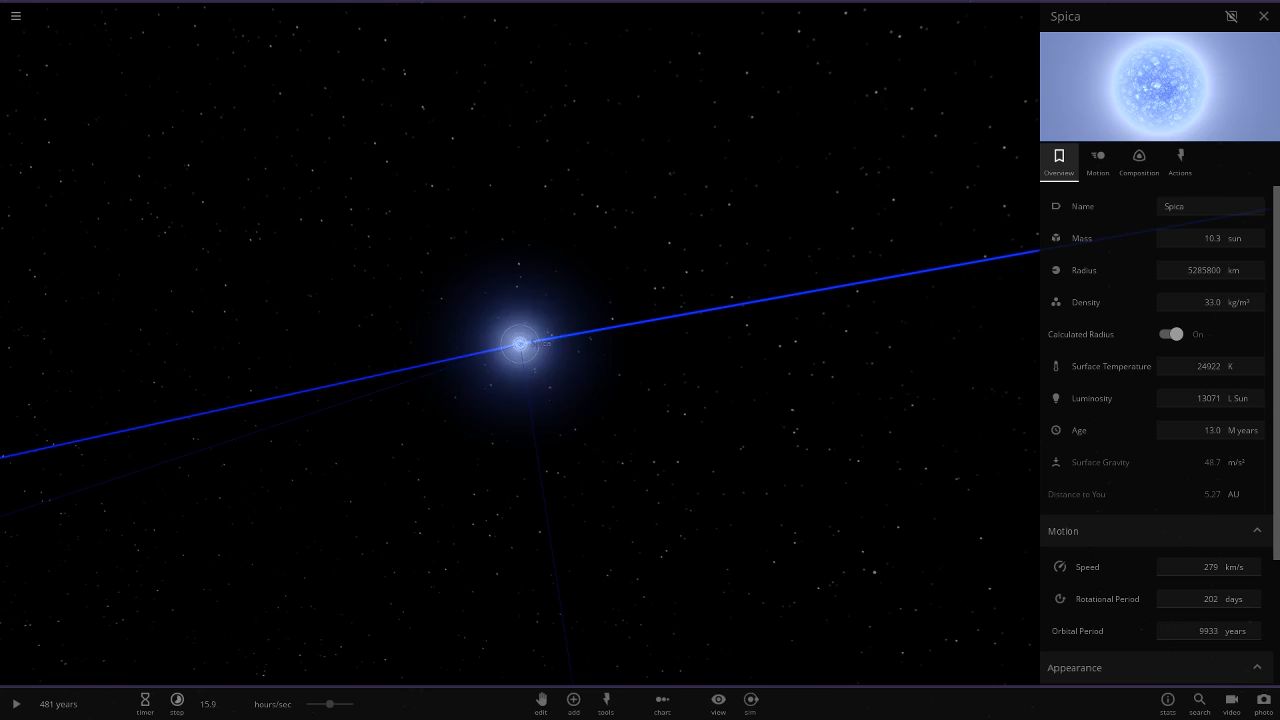 Spica
Overview Motion Composition Actions
Name Spica
Mass 10.3 sun
Radius 5285800 km
Density 33.0 kg/m³
Calculated Radius On
Surface Temperature 24922 K
Luminosity 13071 L Sun
Age 13.0 M years
Surface Gravity 48.7 m/s²
Distance to You 5.27 AU
Motion
Speed 279 km/s
Rotational Period 202 days
Orbital Period 9933 years
Appearance
481 years timer step 15.9 hours/sec edit add tools chart view sim stats search video photo